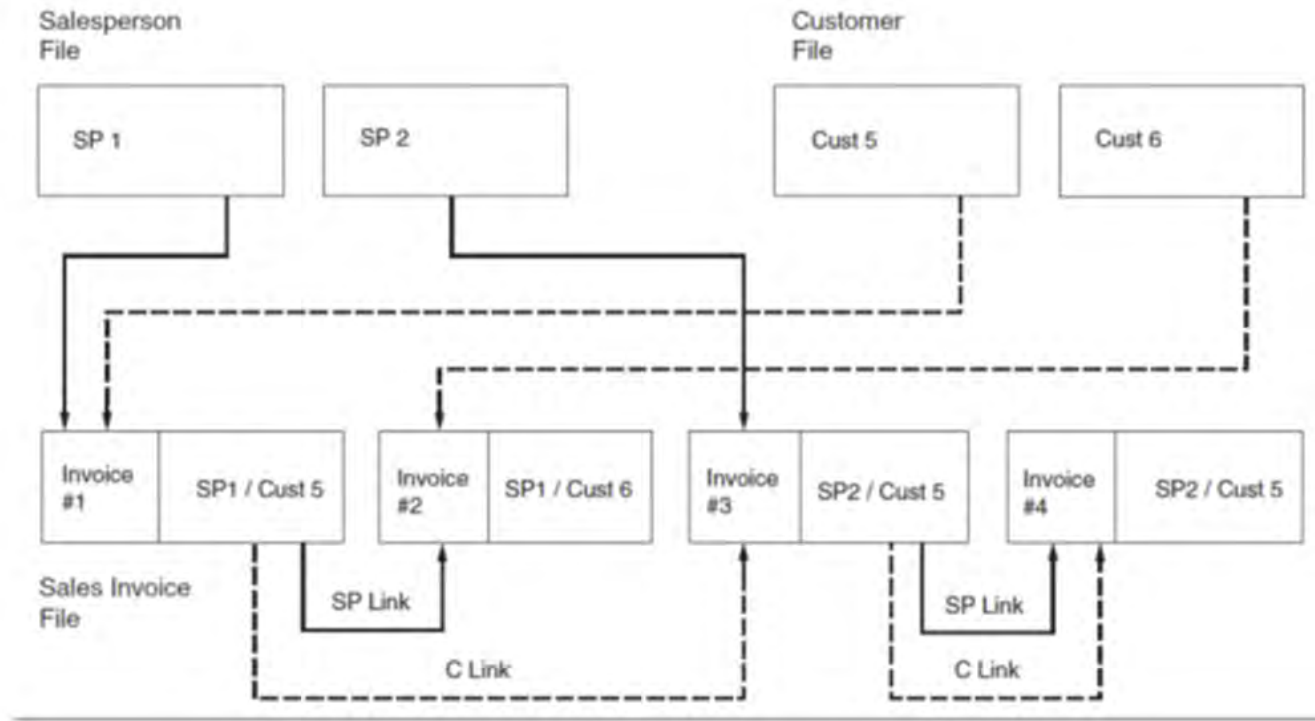 Salesperson
File
Customer
File
SP 1
SP 2
Cust 5
Cust 6
Invoice
#1
SP1 / Cust 5
Invoice
#2
SP1 / Cust 6
Invoice
#3
SP2 / Cust 5
Invoice
#4
SP2 / Cust 5
Sales Invoice
File
SP Link
SP Link
C Link
C Link